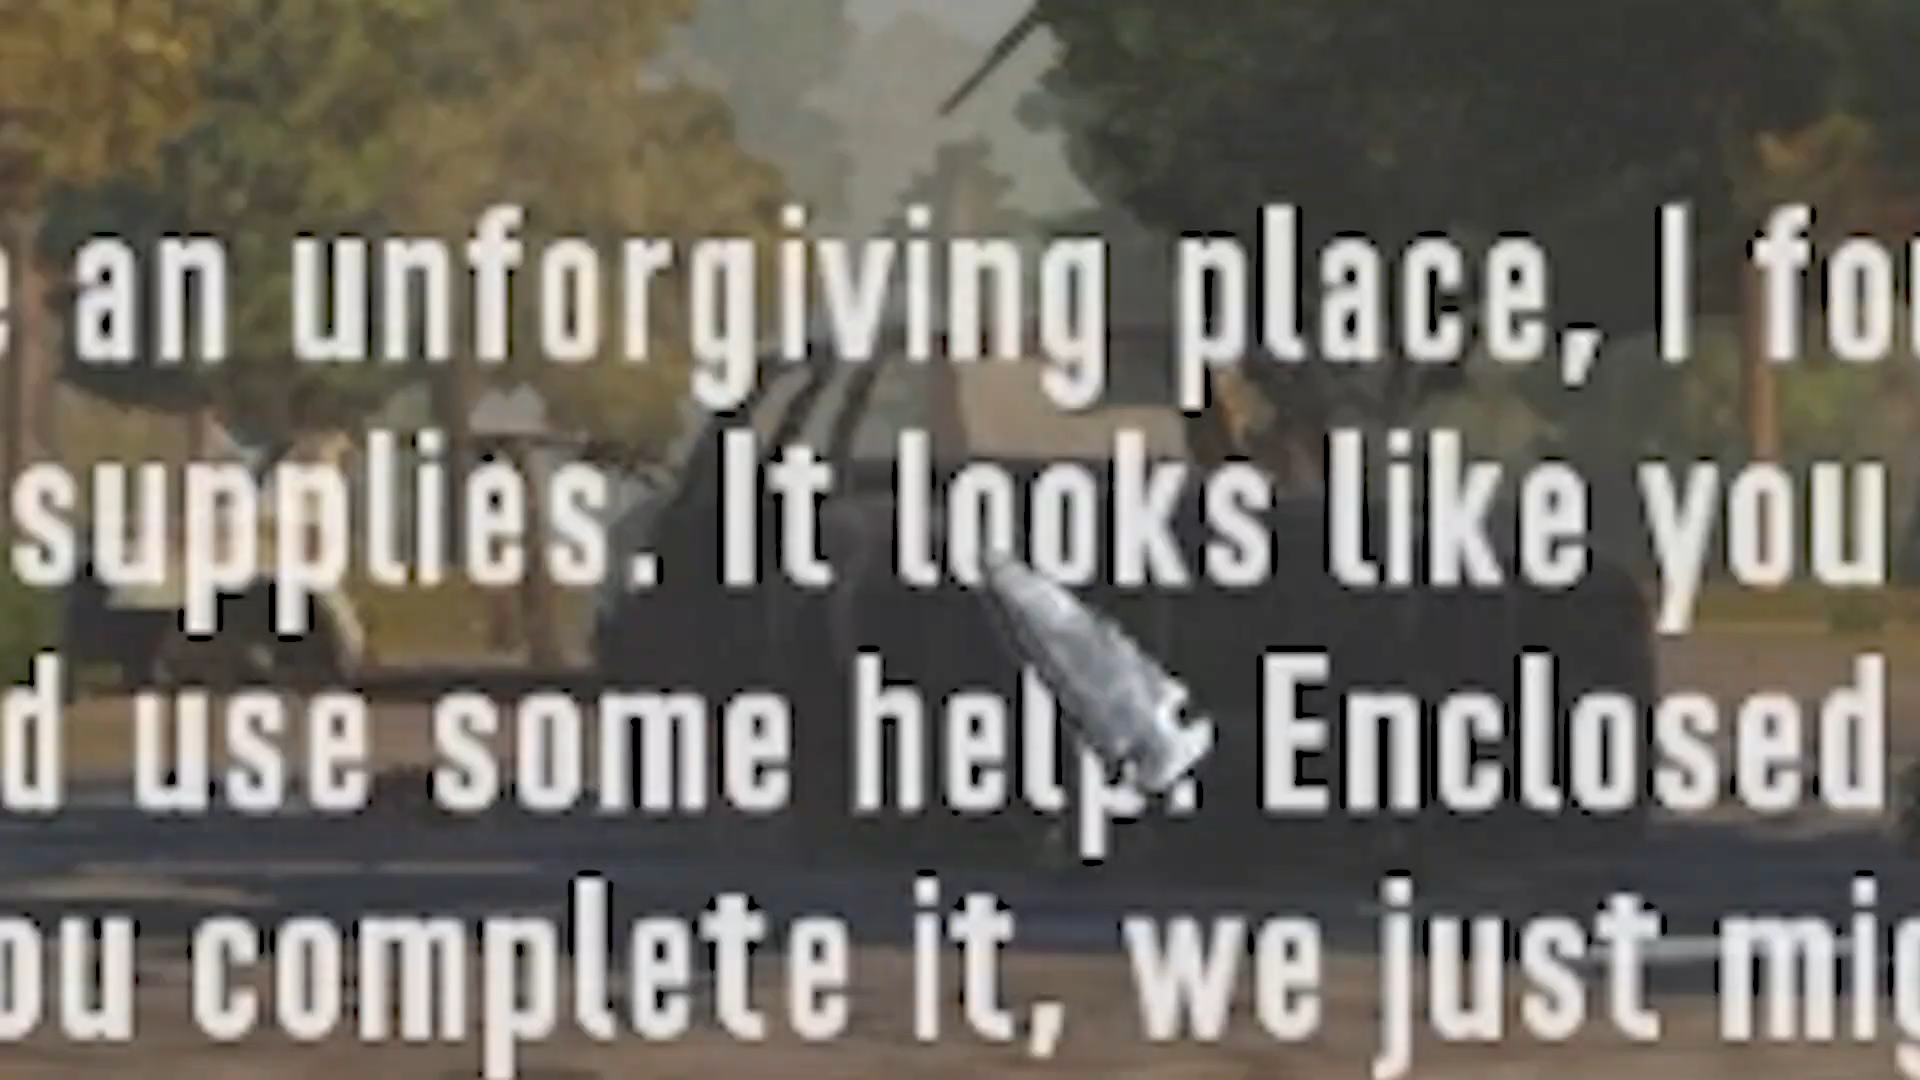 an unforgiving place, I
supplies. It looks like you
use some help. Enclosed
complete it, we just